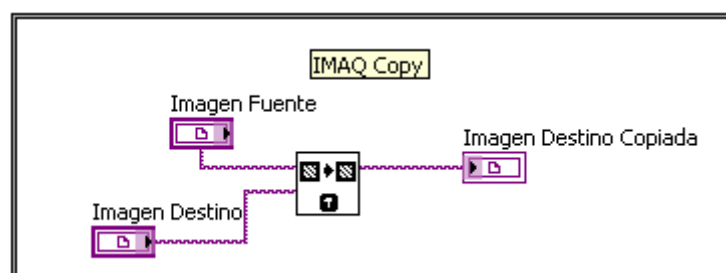 IMAQ Copy
Imagen Fuente
Imagen Destino Copiada
Imagen Destino